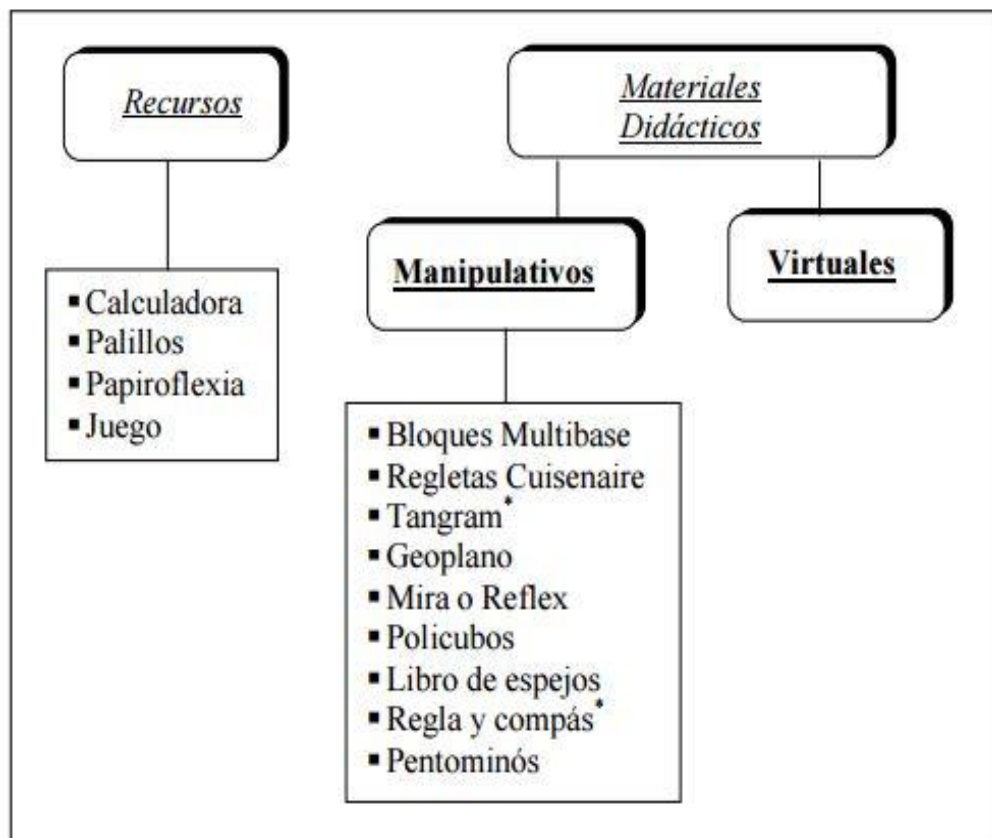 Recursos
Materiales
Didácticos
Manipulativos
Virtuales
▪ Calculadora
▪ Palillos
▪ Papiroflexia
▪ Juego
▪ Bloques Multibase
▪ Regletas Cuisenaire
▪ Tangram*
▪ Geoplano
▪ Mira o Reflex
▪ Policubos
▪ Libro de espejos
▪ Regla y compás*
▪ Pentominós